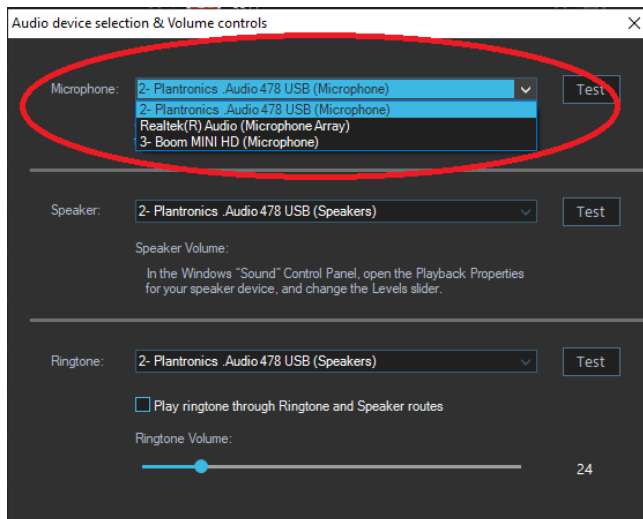 Audio device selection & Volume controls
Microphone:
2- Plantronics .Audio 478 USB (Microphone)
Test
2- Plantronics .Audio 478 USB (Microphone)
Realtek(R) Audio (Microphone Array)
3- Boom MINI HD (Microphone)
Speaker:
2- Plantronics .Audio 478 USB (Speakers)
Test
Speaker Volume:
In the Windows "Sound" Control Panel, open the Playback Properties
for your speaker device, and change the Levels slider.
Ringtone:
2- Plantronics .Audio 478 USB (Speakers)
Test
Play ringtone through Ringtone and Speaker routes
Ringtone Volume:
24